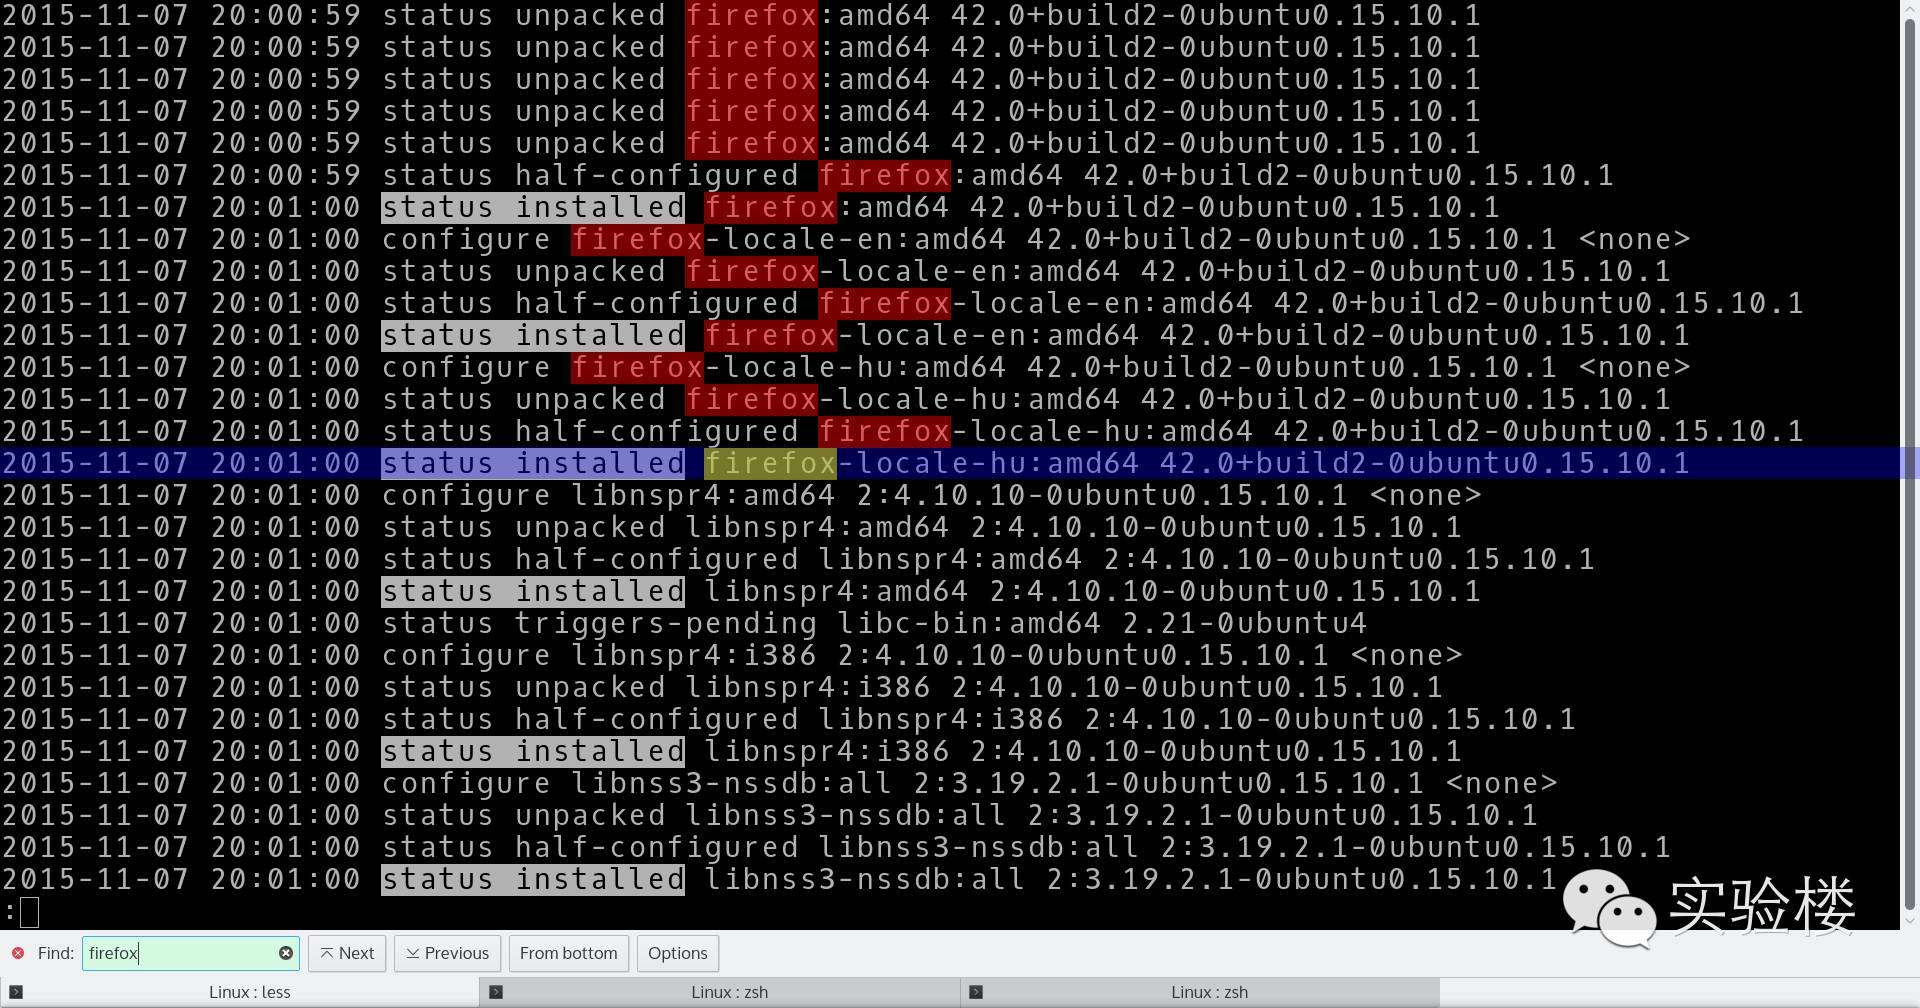 2015-11-07 20:00:59 status unpacked firefox:amd64 42.0+build2-0ubuntu0.15.10.1
2015-11-07 20:00:59 status unpacked firefox:amd64 42.0+build2-0ubuntu0.15.10.1
2015-11-07 20:00:59 status unpacked firefox:amd64 42.0+build2-0ubuntu0.15.10.1
2015-11-07 20:00:59 status unpacked firefox:amd64 42.0+build2-0ubuntu0.15.10.1
2015-11-07 20:00:59 status unpacked firefox:amd64 42.0+build2-0ubuntu0.15.10.1
2015-11-07 20:00:59 status half-configured firefox:amd64 42.0+build2-0ubuntu0.15.10.1
2015-11-07 20:01:00 status installed firefox:amd64 42.0+build2-0ubuntu0.15.10.1
2015-11-07 20:01:00 configure firefox-locale-en:amd64 42.0+build2-0ubuntu0.15.10.1 <none>
2015-11-07 20:01:00 status unpacked firefox-locale-en:amd64 42.0+build2-0ubuntu0.15.10.1
2015-11-07 20:01:00 status half-configured firefox-locale-en:amd64 42.0+build2-0ubuntu0.15.10.1
2015-11-07 20:01:00 status installed firefox-locale-en:amd64 42.0+build2-0ubuntu0.15.10.1
2015-11-07 20:01:00 configure firefox-locale-hu:amd64 42.0+build2-0ubuntu0.15.10.1 <none>
2015-11-07 20:01:00 status unpacked firefox-locale-hu:amd64 42.0+build2-0ubuntu0.15.10.1
2015-11-07 20:01:00 status half-configured firefox-locale-hu:amd64 42.0+build2-0ubuntu0.15.10.1
2015-11-07 20:01:00 status installed firefox-locale-hu:amd64 42.0+build2-0ubuntu0.15.10.1
2015-11-07 20:01:00 configure libnspr4:amd64 2:4.10.10-0ubuntu0.15.10.1 <none>
2015-11-07 20:01:00 status unpacked libnspr4:amd64 2:4.10.10-0ubuntu0.15.10.1
2015-11-07 20:01:00 status half-configured libnspr4:amd64 2:4.10.10-0ubuntu0.15.10.1
2015-11-07 20:01:00 status installed libnspr4:amd64 2:4.10.10-0ubuntu0.15.10.1
2015-11-07 20:01:00 status triggers-pending libc-bin:amd64 2.21-0ubuntu4
2015-11-07 20:01:00 configure libnspr4:i386 2:4.10.10-0ubuntu0.15.10.1 <none>
2015-11-07 20:01:00 status unpacked libnspr4:i386 2:4.10.10-0ubuntu0.15.10.1
2015-11-07 20:01:00 status half-configured libnspr4:i386 2:4.10.10-0ubuntu0.15.10.1
2015-11-07 20:01:00 status installed libnspr4:i386 2:4.10.10-0ubuntu0.15.10.1
2015-11-07 20:01:00 configure libnss3-nssdb:all 2:3.19.2.1-0ubuntu0.15.10.1 <none>
2015-11-07 20:01:00 status unpacked libnss3-nssdb:all 2:3.19.2.1-0ubuntu0.15.10.1
2015-11-07 20:01:00 status half-configured libnss3-nssdb:all 2:3.19.2.1-0ubuntu0.15.10.1
2015-11-07 20:01:00 status installed libnss3-nssdb:all 2:3.19.2.1-0ubuntu0.15.10.1
:
实验楼
Find: firefox Next Previous From bottom Options
Linux : less Linux : zsh Linux : zsh